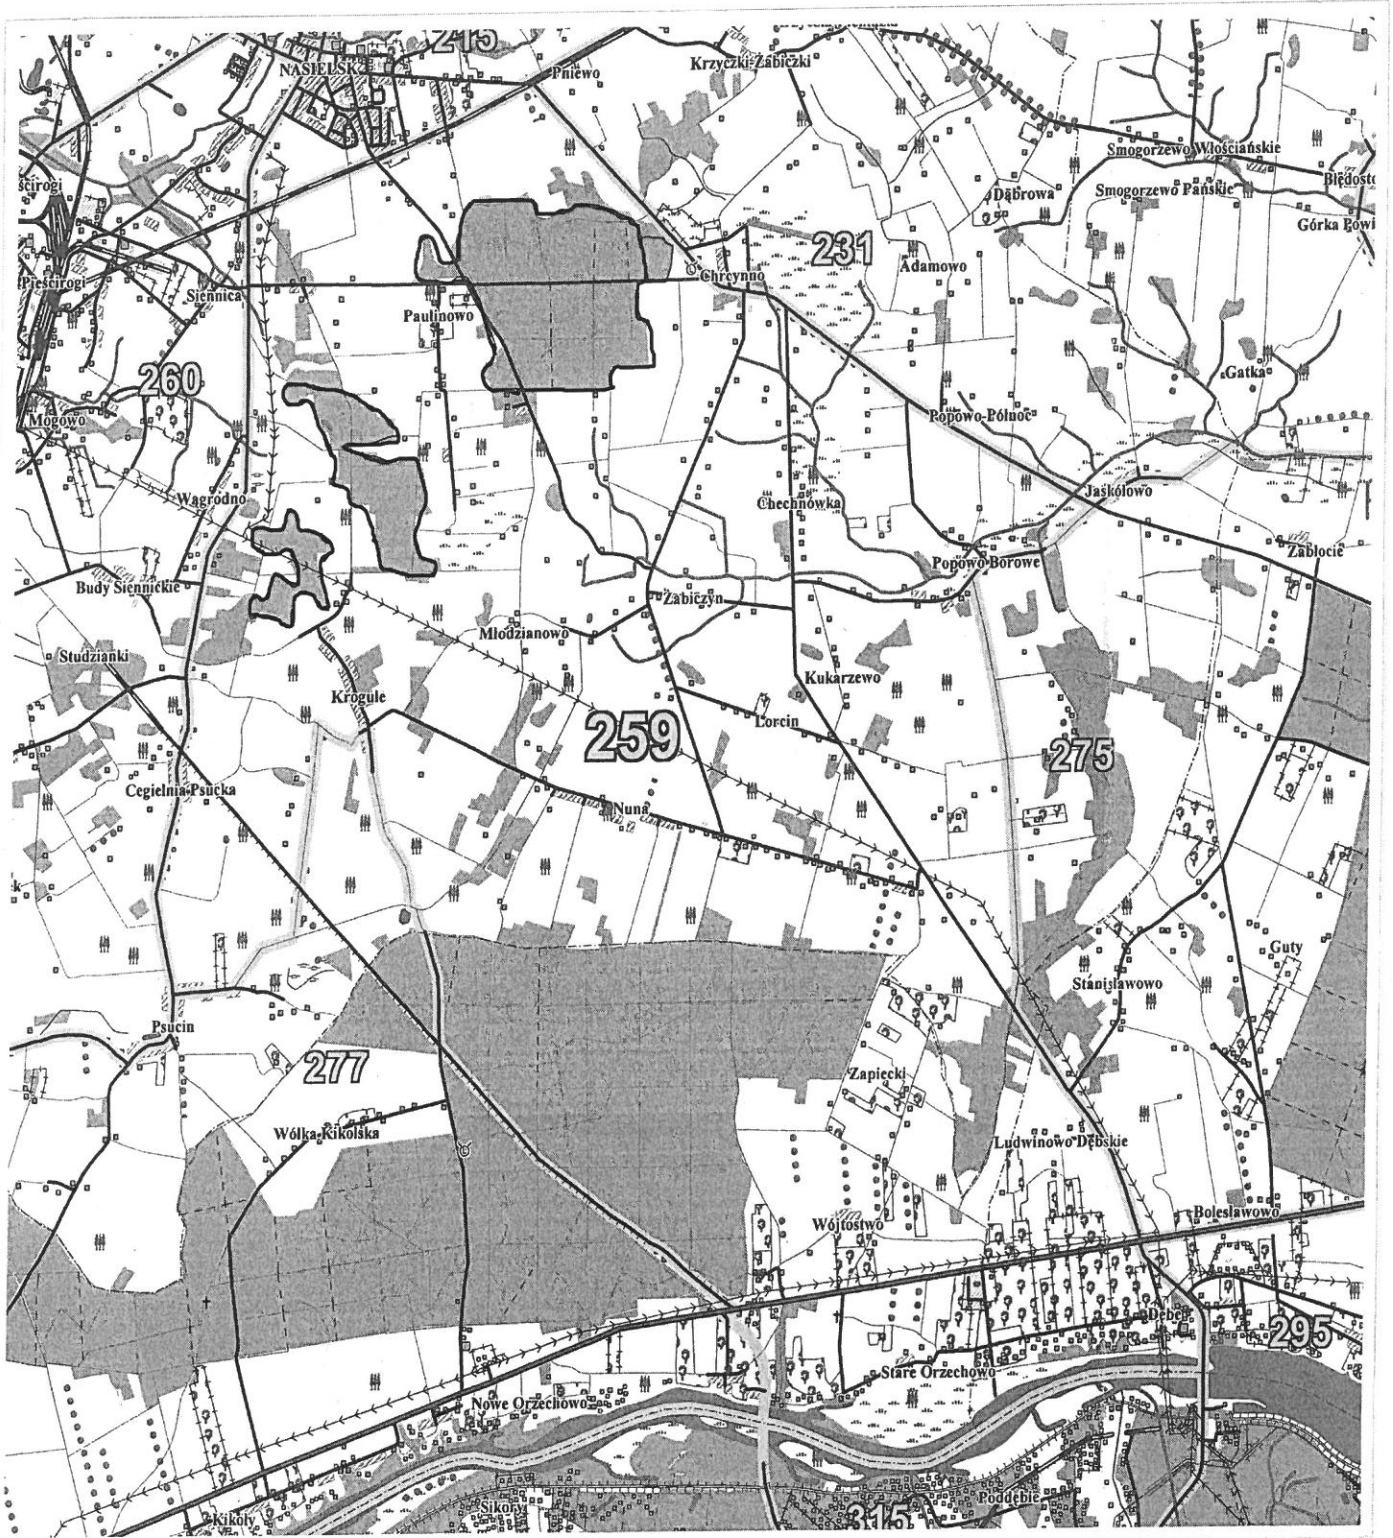 215
NASIELSK
Pniewo
Krzyczki-Żabiczki
Smogorzewo Włościańskie
Smogorzewo Pańskie
Dąbrowa
Górka Powi
231
Adamowo
Chrcynno
Pieścirogi
Siennica
Paulinowo
260
Gatka
Mogowo
Popowo-Północ
Wągrodno
Chechnówka
Jaskółowo
Zabłocie
Popowo Borowe
Budy Siennickie
Żabiczyn
Młodzianowo
Studzianki
Kukarzewo
Krogule
Lorcin
259
275
Cegielnia Psucka
Nuna
Guty
Stanisławowo
Psucin
277
Zapiecki
Wólka Kikolska
Ludwinowo Dębskie
Wójtostwo
Bolesławowo
Dębe
295
Stare Orzechowo
Nowe Orzechowo
Poddębie
Sikory
315
Kikoły